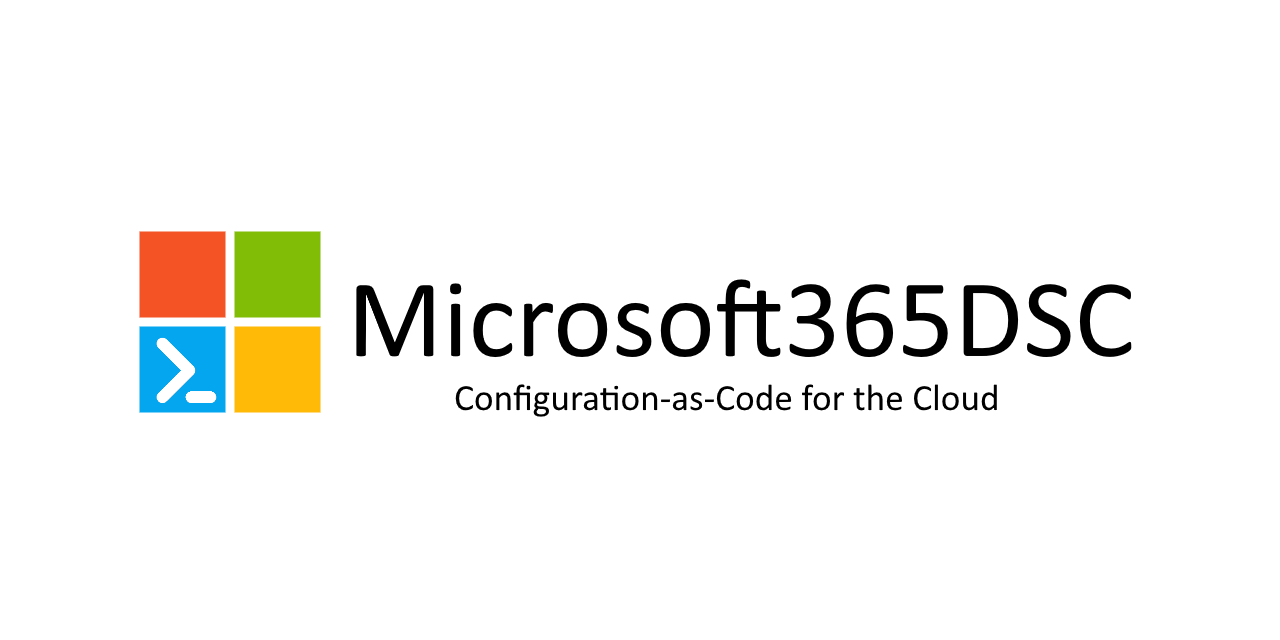 Microsoft365DSC
Configuration-as-Code for the Cloud